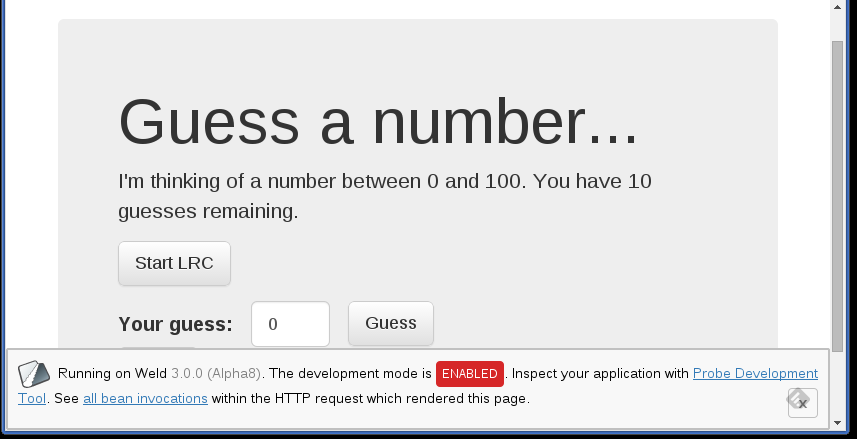 Guess a number...
I'm thinking of a number between 0 and 100. You have 10
guesses remaining.
Start LRC
Your guess: 0 Guess
Running on Weld 3.0.0 (Alpha8). The development mode is ENABLED. Inspect your application with Probe Development
Tool. See all bean invocations within the HTTP request which rendered this page.
x